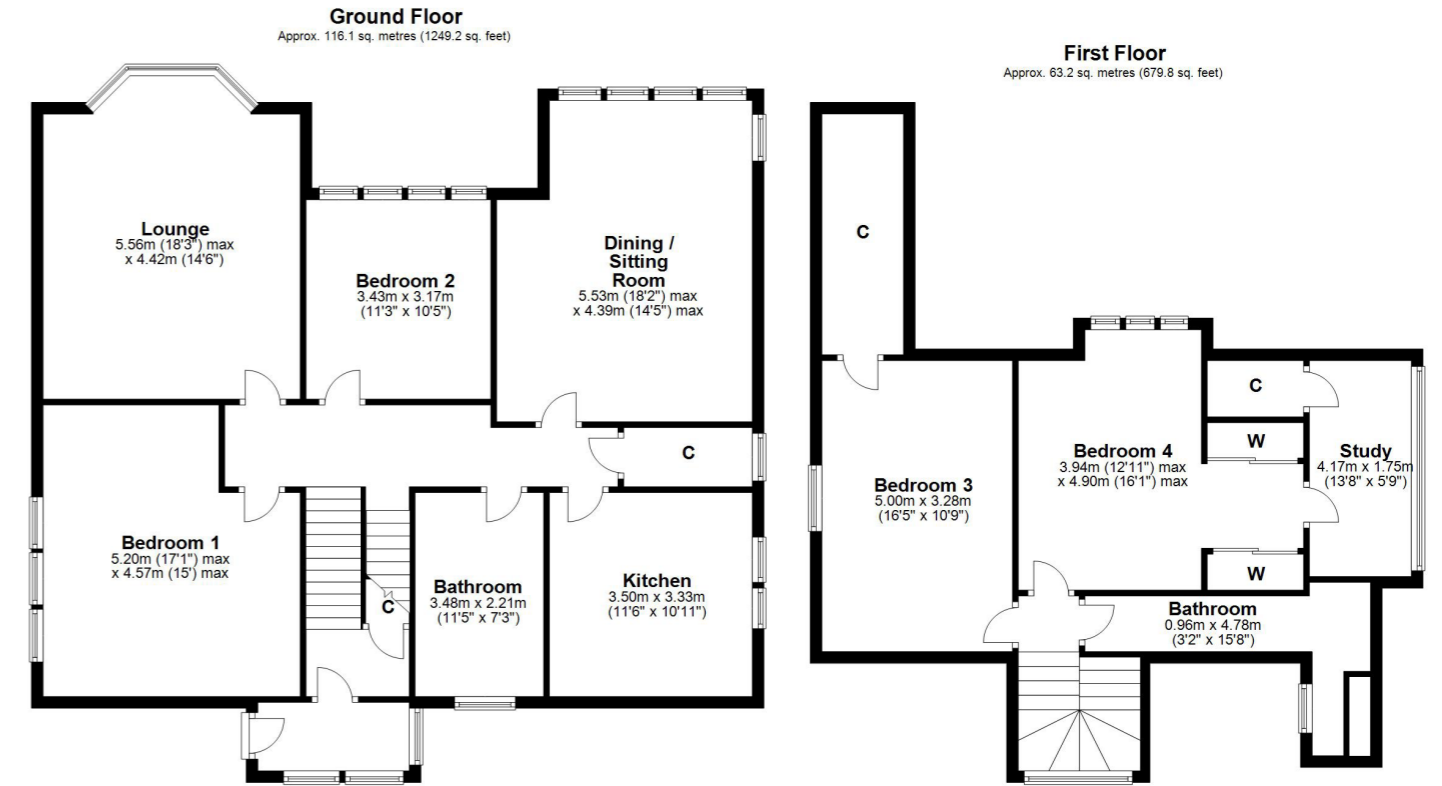 Ground Floor
Approx. 116.1 sq. metres (1249.2 sq. feet)
Lounge
5.56m (18'3") max
x 4.42m (14'6")
Bedroom 2
3.43m x 3.17m
(11'3" x 10'5")
Dining /
Sitting
Room
5.53m (18'2") max
x 4.39m (14'5") max
C
Bedroom 1
5.20m (17'1") max
x 4.57m (15') max
C
Bathroom
3.48m x 2.21m
(11'5" x 7'3")
Kitchen
3.50m x 3.33m
(11'6" x 10'11")
First Floor
Approx. 63.2 sq. metres (679.8 sq. feet)
C
C
W
Bedroom 3
5.00m x 3.28m
(16'5" x 10'9")
Bedroom 4
3.94m (12'11") max
x 4.90m (16'1") max
Study
4.17m x 1.75m
(13'8" x 5'9")
W
Bathroom
0.96m x 4.78m
(3'2" x 15'8")